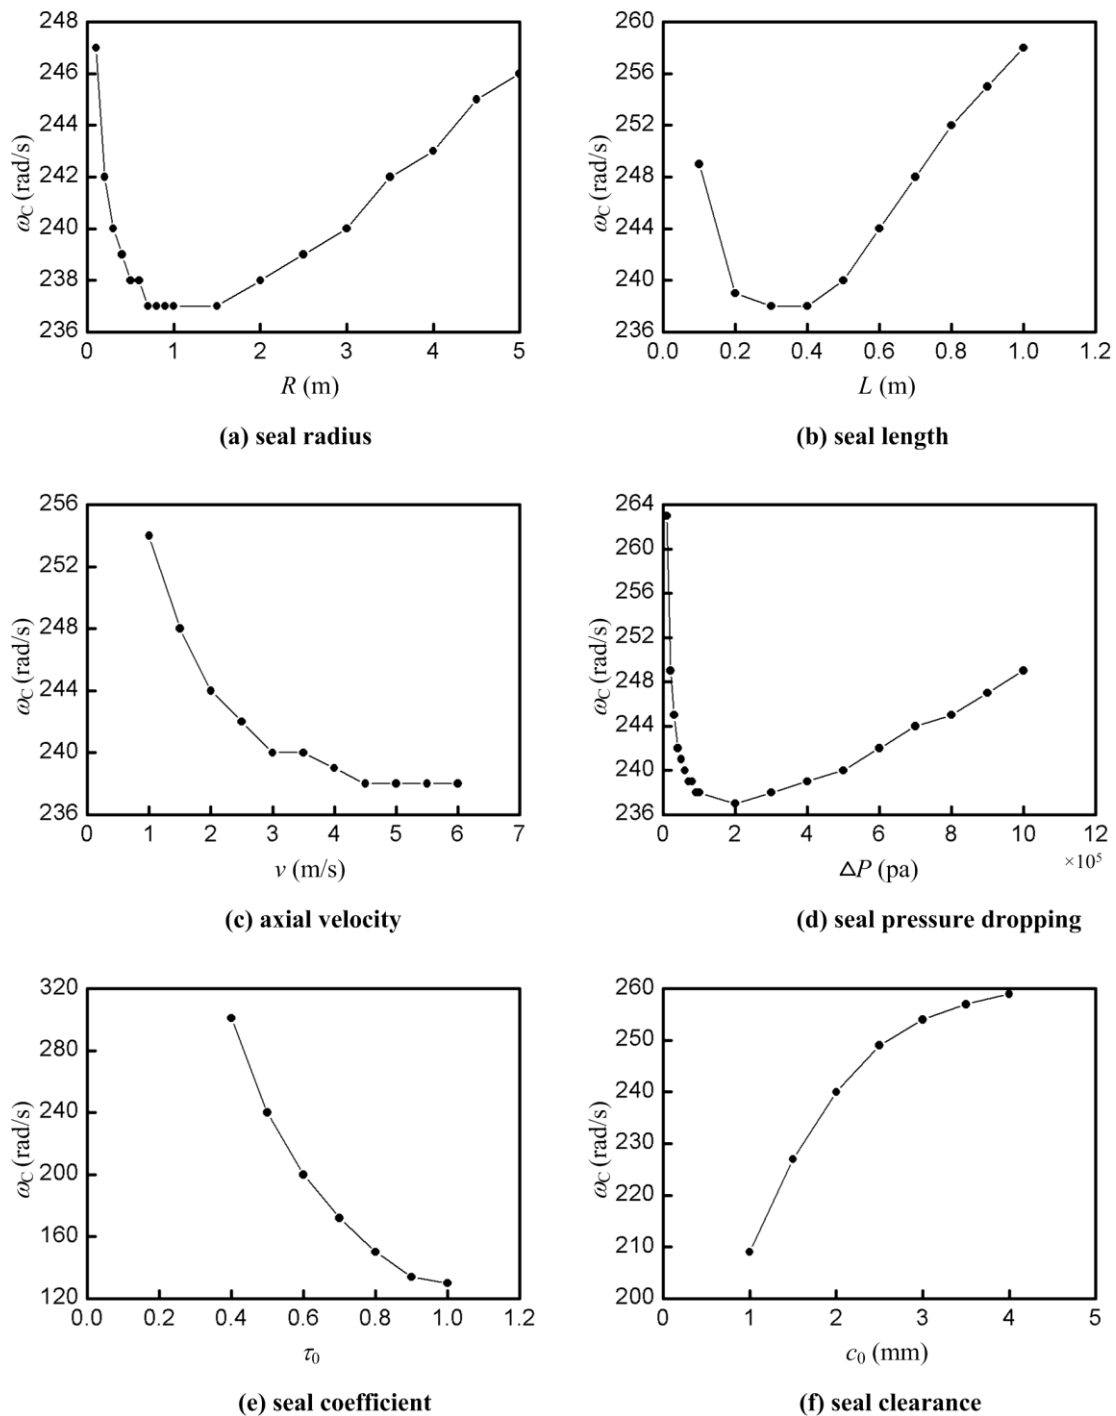 248
246
244
242
240
238
236
ωC (rad/s)
0 1 2 3 4 5
R (m)
(a) seal radius
260
256
252
248
244
240
236
ωC (rad/s)
0.0 0.2 0.4 0.6 0.8 1.0 1.2
L (m)
(b) seal length
256
252
248
244
240
236
ωC (rad/s)
0 1 2 3 4 5 6 7
v (m/s)
(c) axial velocity
264
260
256
252
248
244
240
236
ωC (rad/s)
0 2 4 6 8 10 12
×10⁵
ΔP (pa)
(d) seal pressure dropping
320
280
240
200
160
120
ωC (rad/s)
0.0 0.2 0.4 0.6 0.8 1.0 1.2
τ0
(e) seal coefficient
260
250
240
230
220
210
200
ωC (rad/s)
0 1 2 3 4 5
c0 (mm)
(f) seal clearance